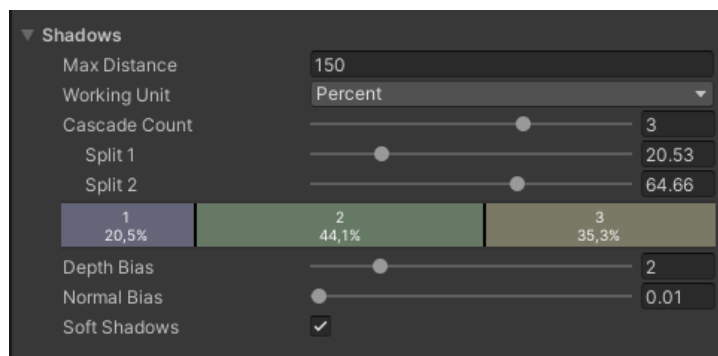 Shadows
Max Distance 150
Working Unit Percent
Cascade Count 3
Split 1 20.53
Split 2 64.66
1 2 3
20,5% 44,1% 35,3%
Depth Bias 2
Normal Bias 0.01
Soft Shadows